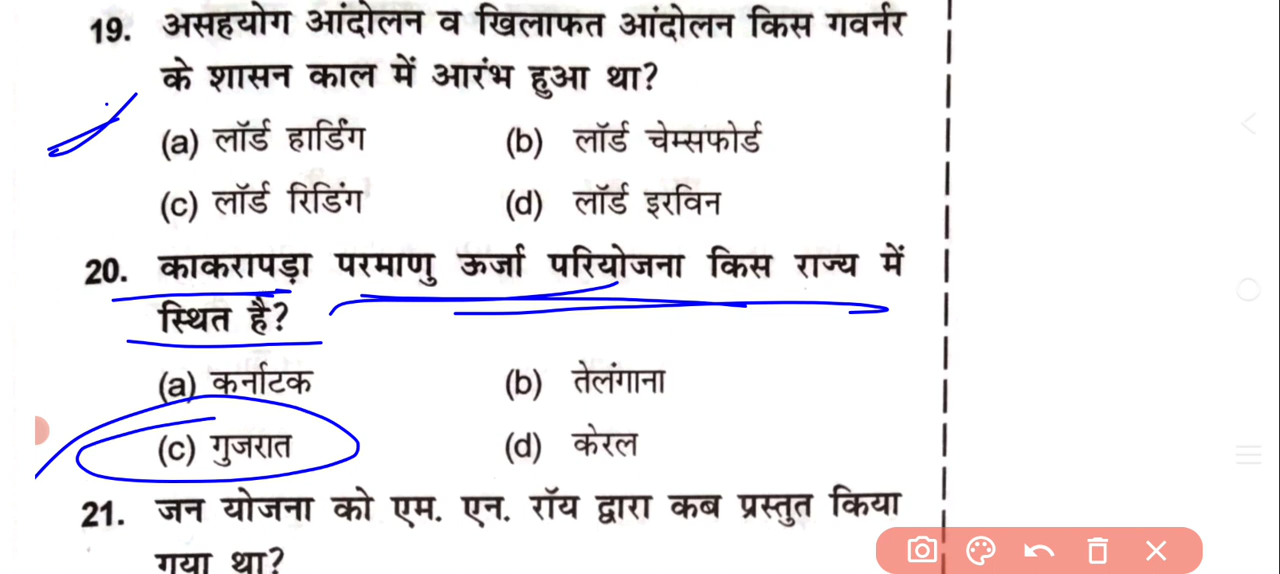 19. असहयोग आंदोलन व खिलाफत आंदोलन किस गवर्नर
के शासन काल में आरंभ हुआ था?
(a) लॉर्ड हार्डिंग (b) लॉर्ड चेम्सफोर्ड
(c) लॉर्ड रिडिंग (d) लॉर्ड इरविन
20. काकरापड़ा परमाणु ऊर्जा परियोजना किस राज्य में
स्थित है?
(a) कर्नाटक (b) तेलंगाना
(c) गुजरात (d) केरल
21. जन योजना को एम. एन. रॉय द्वारा कब प्रस्तुत किया
गया था?